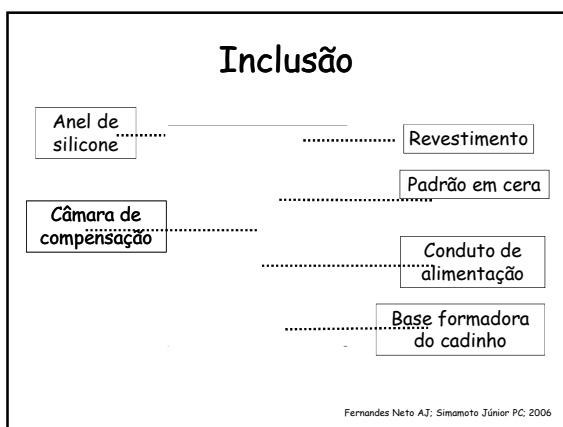 Inclusão
Anel de
silicone
Revestimento
Padrão em cera
Câmara de
compensação
Conduto de
alimentação
Base formadora
do cadinho
Fernandes Neto AJ; Simamoto Júnior PC; 2006